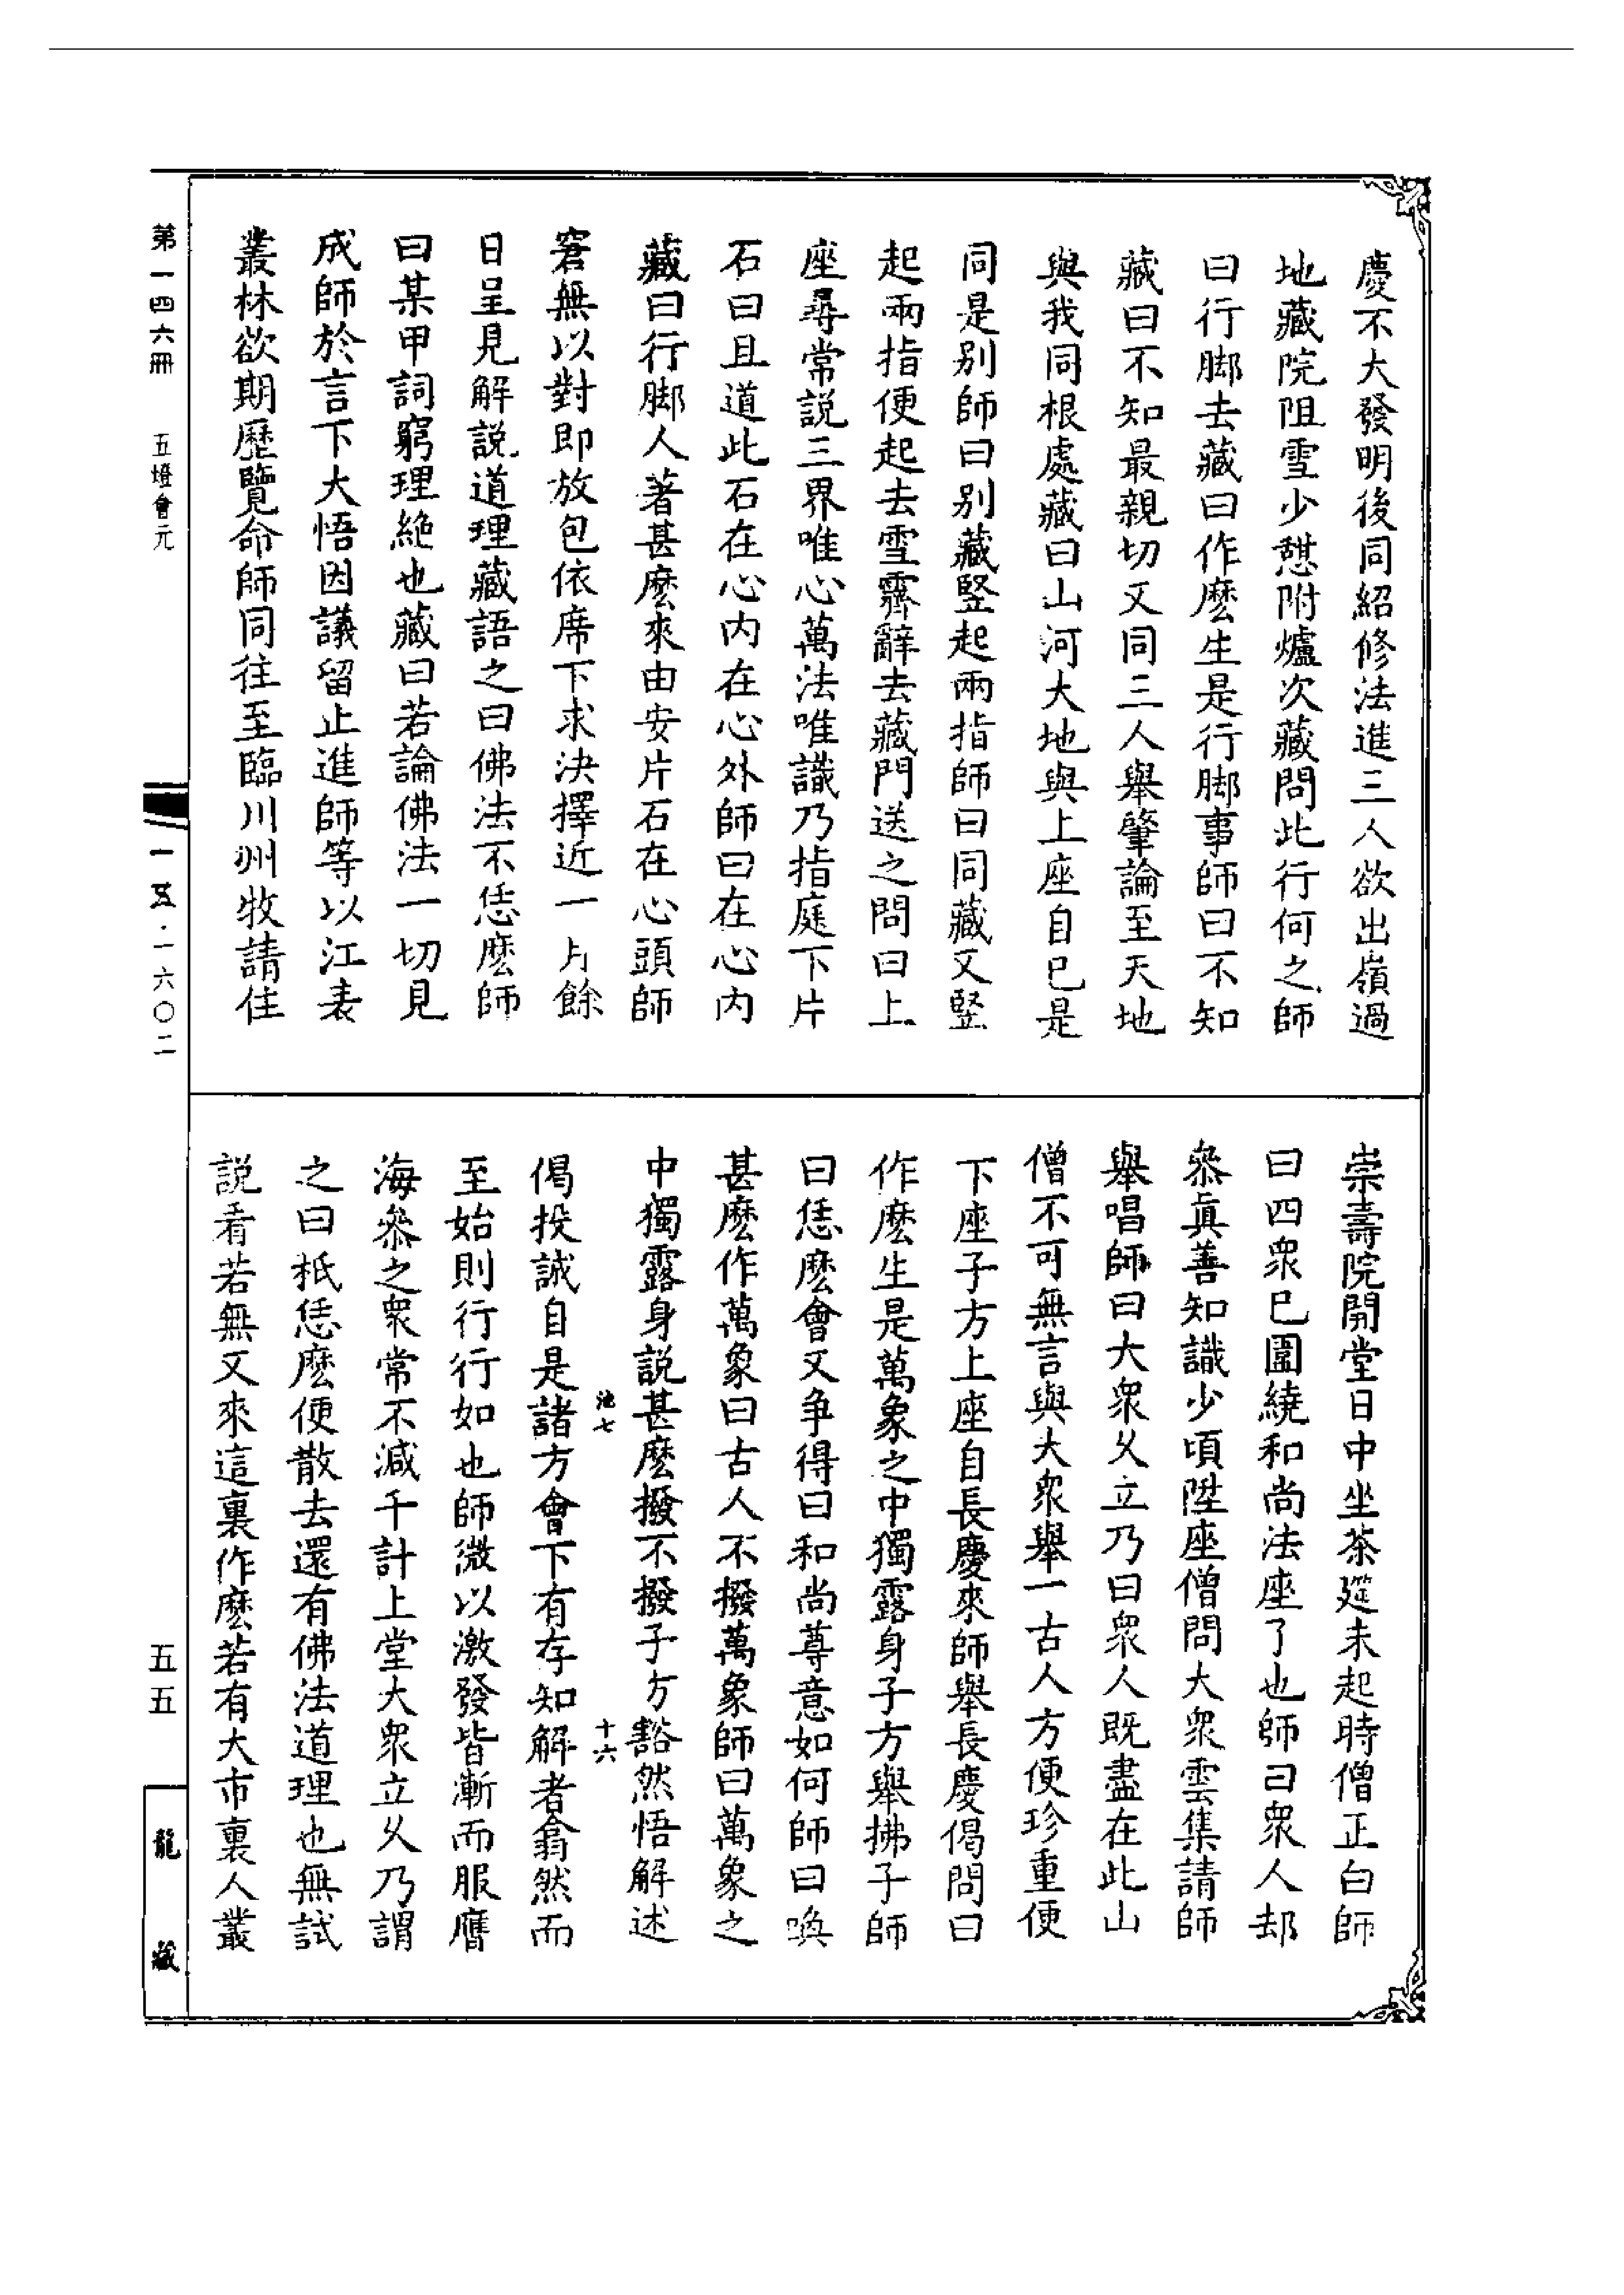 慶不大發明後同紹修法進三人欲出嶺過
地藏院阻雪少憇附爐次藏問此行何之師
曰行脚去藏曰作麽生是行脚事師曰不知
藏曰不知最親切又同三人舉肇論至天地
與我同根處藏曰山河大地與上座自己是
同是别師曰别藏竪起兩指師曰同藏又竪
起兩指便起去雪霽辭去藏門送之問曰上
座尋常説三界唯心萬法唯識乃指庭下片
石曰且道此石在心内在心外師曰在心内
藏曰行脚人著甚麽來由安片石在心頭師
窘無以對即放包依席下求決擇近一月餘
日呈見解説道理藏語之曰佛法不恁麽師
曰某甲詞窮理絶也藏曰若論佛法一切見
成師於言下大悟因議留止進師等以江表
叢林欲期歷覽命師同往至臨川州牧請住
崇壽院開堂日中坐茶筵未起時僧正白師
曰四衆已圍繞和尚法座了也師曰衆人却
叅眞善知識少頃陞座僧問大衆雲集請師
舉唱師曰大衆乆立乃曰衆人既盡在此山
僧不可無言與大衆舉一古人方便珍重便
下座子方上座自長慶來師舉長慶偈問曰
作麽生是萬象之中獨露身子方舉拂子師
曰恁麽會又爭得曰和尚尊意如何師曰喚
甚麽作萬象曰古人不撥萬象師曰萬象之
中獨露身説甚麽撥不撥子方豁然悟解述
池七 十六
偈投誠自是諸方會下有存知解者翕然而
至始則行行如也師微以激發皆漸而服膺
海叅之衆常不減千計上堂大衆立乆乃謂
之曰秖恁麽便散去還有佛法道理也無試
説看若無又來這裏作麽若有大市裏人叢
第一四六冊 五燈會元 一五·一六〇二
五五
龍藏